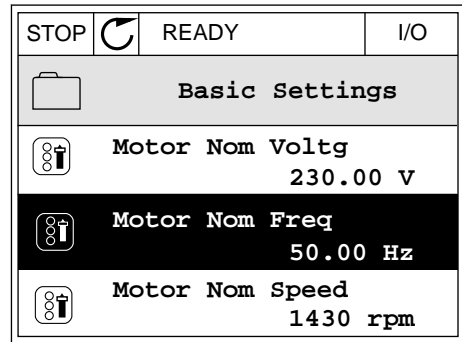 STOP READY I/O
Basic Settings
Motor Nom Voltg
230.00 V
Motor Nom Freq
50.00 Hz
Motor Nom Speed
1430 rpm